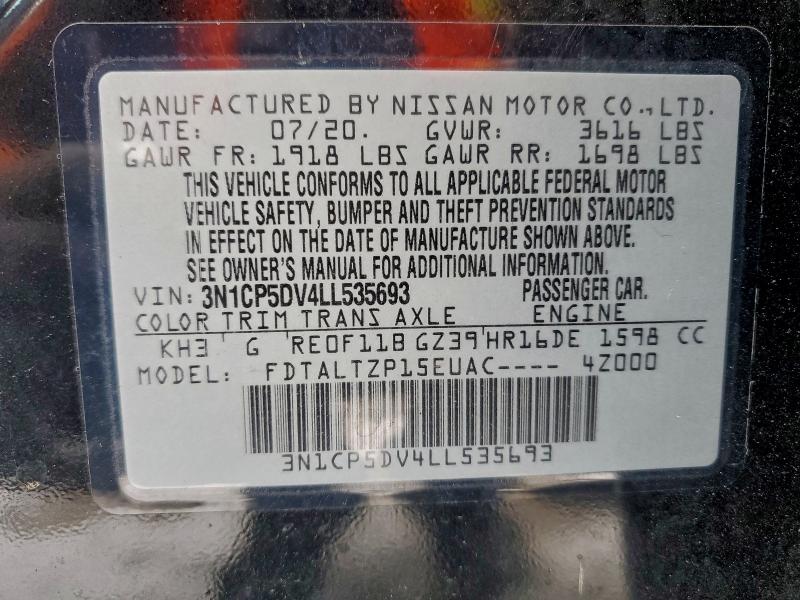 MANUFACTURED BY NISSAN MOTOR CO., LTD.
DATE: 07/20. GVWR: 3616 LBS
GAWR FR: 1918 LBS GAWR RR: 1698 LBS
THIS VEHICLE CONFORMS TO ALL APPLICABLE FEDERAL MOTOR
VEHICLE SAFETY, BUMPER AND THEFT PREVENTION STANDARDS
IN EFFECT ON THE DATE OF MANUFACTURE SHOWN ABOVE.
SEE OWNER'S MANUAL FOR ADDITIONAL INFORMATION.
VIN: 3N1CP5DV4LL535693 PASSENGER CAR.
COLOR TRIM TRANS AXLE ENGINE
KH3 G RE0F11B GZ39 HR16DE 1598 CC
MODEL: FDTALTZP15EUAC---- 4Z000
3N1CP5DV4LL535693